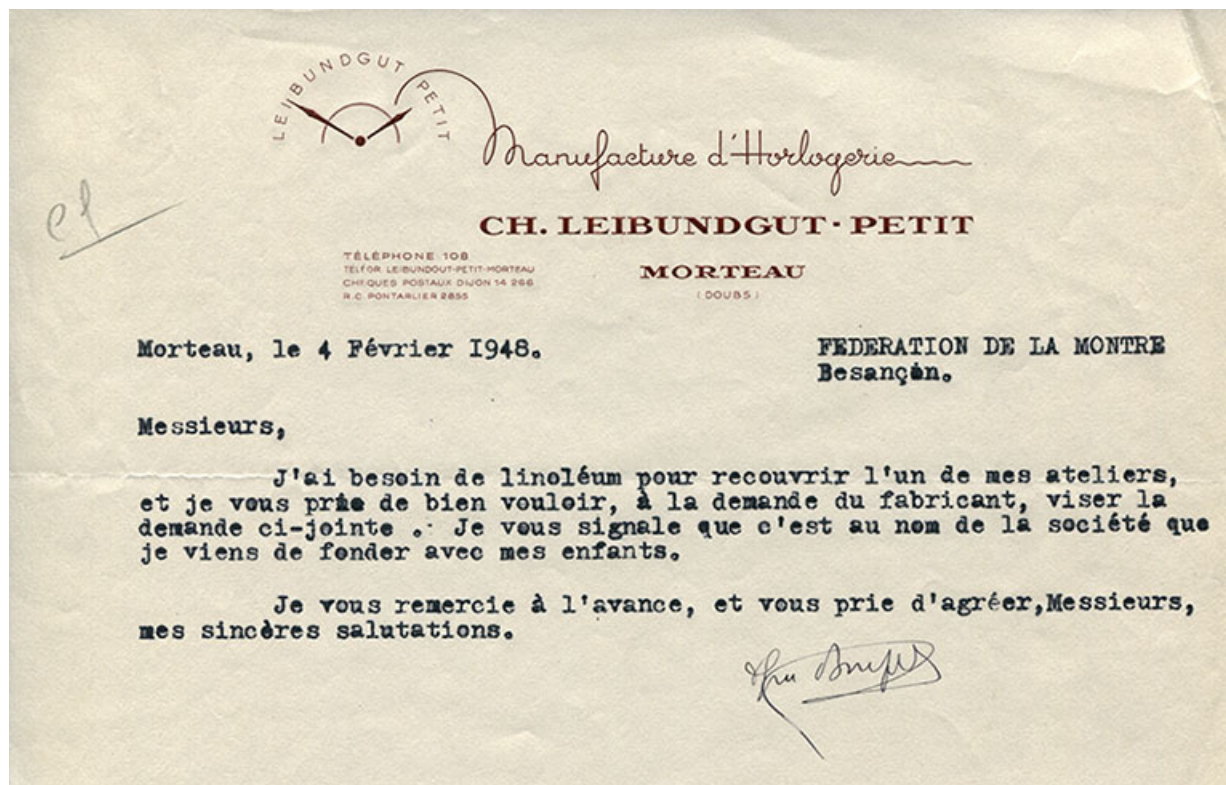 LEIBUNDGUT PETIT
Manufacture d'Horlogerie
CH. LEIBUNDGUT-PETIT
TÉLÉPHONE 108
TELFOR LEIBUNDGUT-PETIT-MORTEAU
CHEQUES POSTAUX DIJON 14 266
R.C. PONTARLIER 2855
MORTEAU
(DOUBS)
Morteau, le 4 Février I948.
FEDERATION DE LA MONTRE
Besançon.
Messieurs,
J'ai besoin de linoléum pour recouvrir l'un de mes ateliers,
et je vous prie de bien vouloir, à la demande du fabricant, viser la
demande ci-jointe . Je vous signale que c'est au nom de la société que
je viens de fonder avec mes enfants.
Je vous remercie à l'avance, et vous prie d'agréer,Messieurs,
mes sincères salutations.